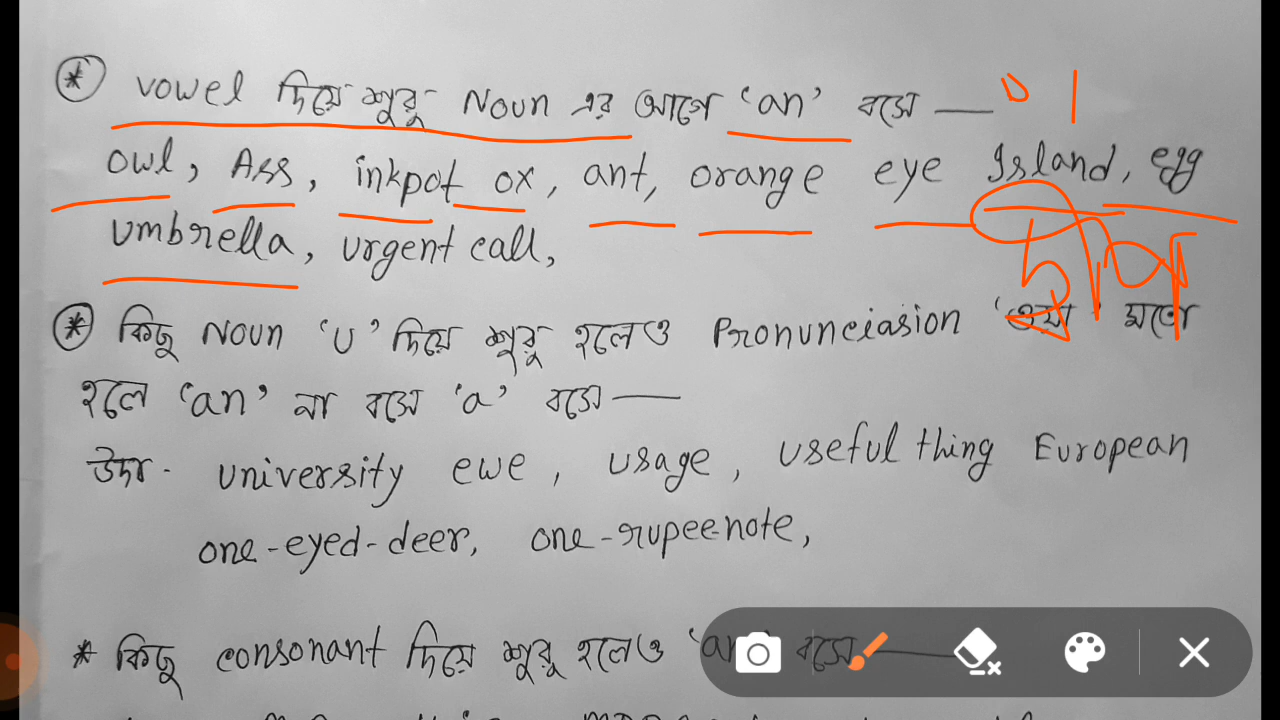 * vowel দিয়ে শুরু Noun এর আগে 'an' বসে —
owl, Ass, inkpot ox, ant, orange eye Island, egg
umbrella, urgent call,
* কিছু Noun 'U' দিয়ে শুরু হলেও Pronunciasion মতো
হলে 'an' না বসে 'a' বসে —
উদা- university ewe, usage, useful thing European
one-eyed-deer, one-rupee-note,
* কিছু consonant দিয়ে শুরু হলেও 'an' বসে —